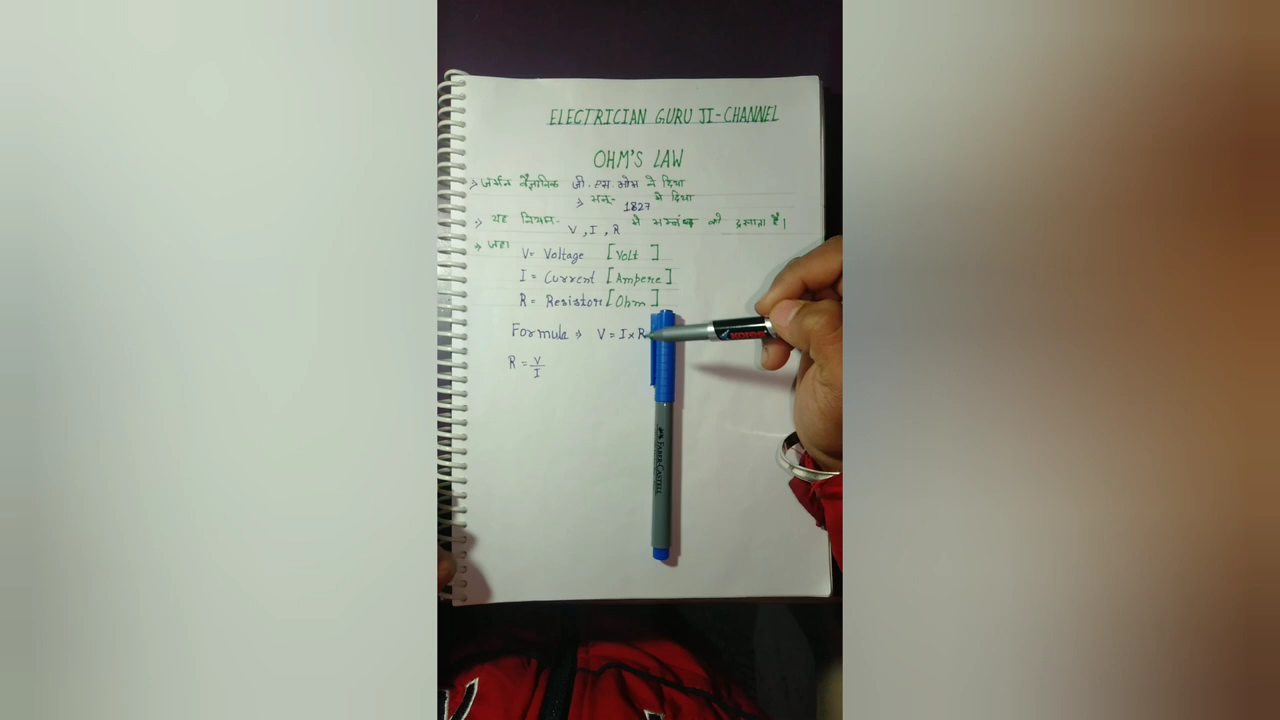 ELECTRICIAN GURU JI-CHANNEL
OHM'S LAW
⇒ जर्मन वैज्ञानिक जी. एस. ओम ने दिया
⇒ सन्- 1827 मे दिया
⇒ यह नियम- V, I, R मे सम्बंध को दर्साता है।
⇒ जहा
V= Voltage [Volt]
I = Current [Ampere]
R= Resistors [Ohm]
Formula ⇒ V = I×R
R = V/I
FABER-CASTELL